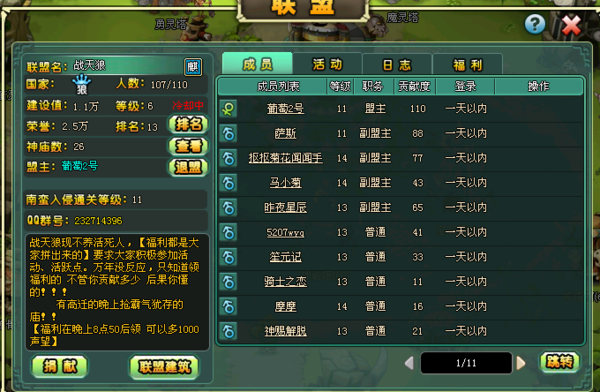 联盟
勇灵塔
魔灵塔
?
联盟名：战天狼 麒
国家：狼 人数：107/110
建设值：1.1万 等级：6 冷却中
荣誉：2.5万 排名：13 排名
神庙数：26 查看
盟主：葡萄2号 退盟
南蛮入侵通关等级：11
QQ群号：232714396
战天狼现不养活死人，【福利都是大
家拼出来的】要求大家积极参加活
动、活跃点。万年没反应，只知道领
福利的 不管你贡献多少 后果你懂
的！！！
有高迁的晚上抢霸气犹存的
庙！！
【福利在晚上8点50后领 可以多1000
声望】
捐献 联盟建筑
成员 活动 日志 福利
成员列表 等级 职务 贡献度 登录 操作
葡萄2号 11 盟主 110 一天以内
萨斯 11 副盟主 88 一天以内
抠抠菊花闻闻手 14 副盟主 77 一天以内
马小菊 14 副盟主 43 一天以内
昨夜星辰 13 副盟主 65 一天以内
5207wyq 13 普通 41 一天以内
笙元记 13 普通 33 一天以内
骑士之恋 13 普通 11 一天以内
摩摩 14 普通 16 一天以内
神赐解脱 13 普通 21 一天以内
1/11 跳转